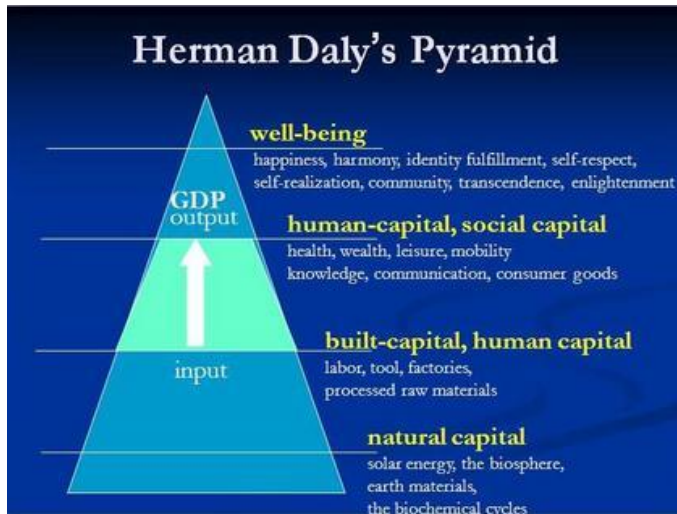 Herman Daly's Pyramid
well-being
happiness, harmony, identity fulfillment, self-respect,
self-realization, community, transcendence, enlightenment
GDP
output
human-capital, social capital
health, wealth, leisure, mobility
knowledge, communication, consumer goods
built-capital, human capital
input
labor, tool, factories,
processed raw materials
natural capital
solar energy, the biosphere,
earth materials,
the biochemical cycles